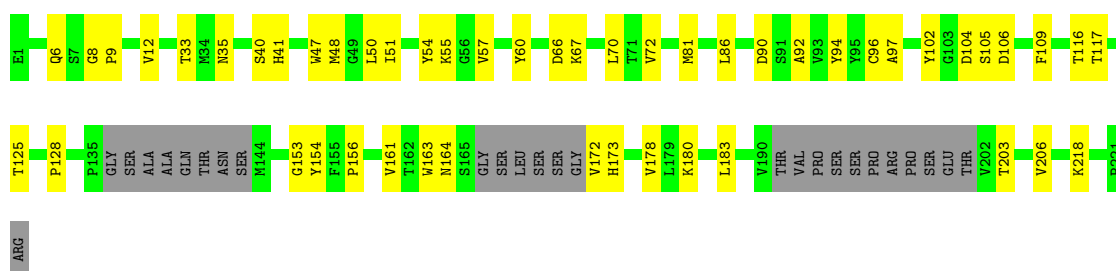 E1 Q6 S7 G8 P9 V12 T33 M34 N35 S40 H41 W47 M48 G49 L50 I51 Y54 K55 G56 V57 Y60 D66 K67 L70 T71 V72 M81 L86 D90 S91 A92 V93 Y94 Y95 C96 A97 Y102 G103 D104 S105 D106 F109 T116 T117
T125 P128 P135 GLY SER ALA ALA GLN THR ASN SER M144 G153 Y154 F155 P156 V161 T162 W163 N164 S165 GLY SER LEU SER SER GLY V172 H173 V178 L179 K180 L183 V190 THR VAL PRO SER SER PRO ARG PRO SER GLU THR V202 T203 V206 K218
ARG